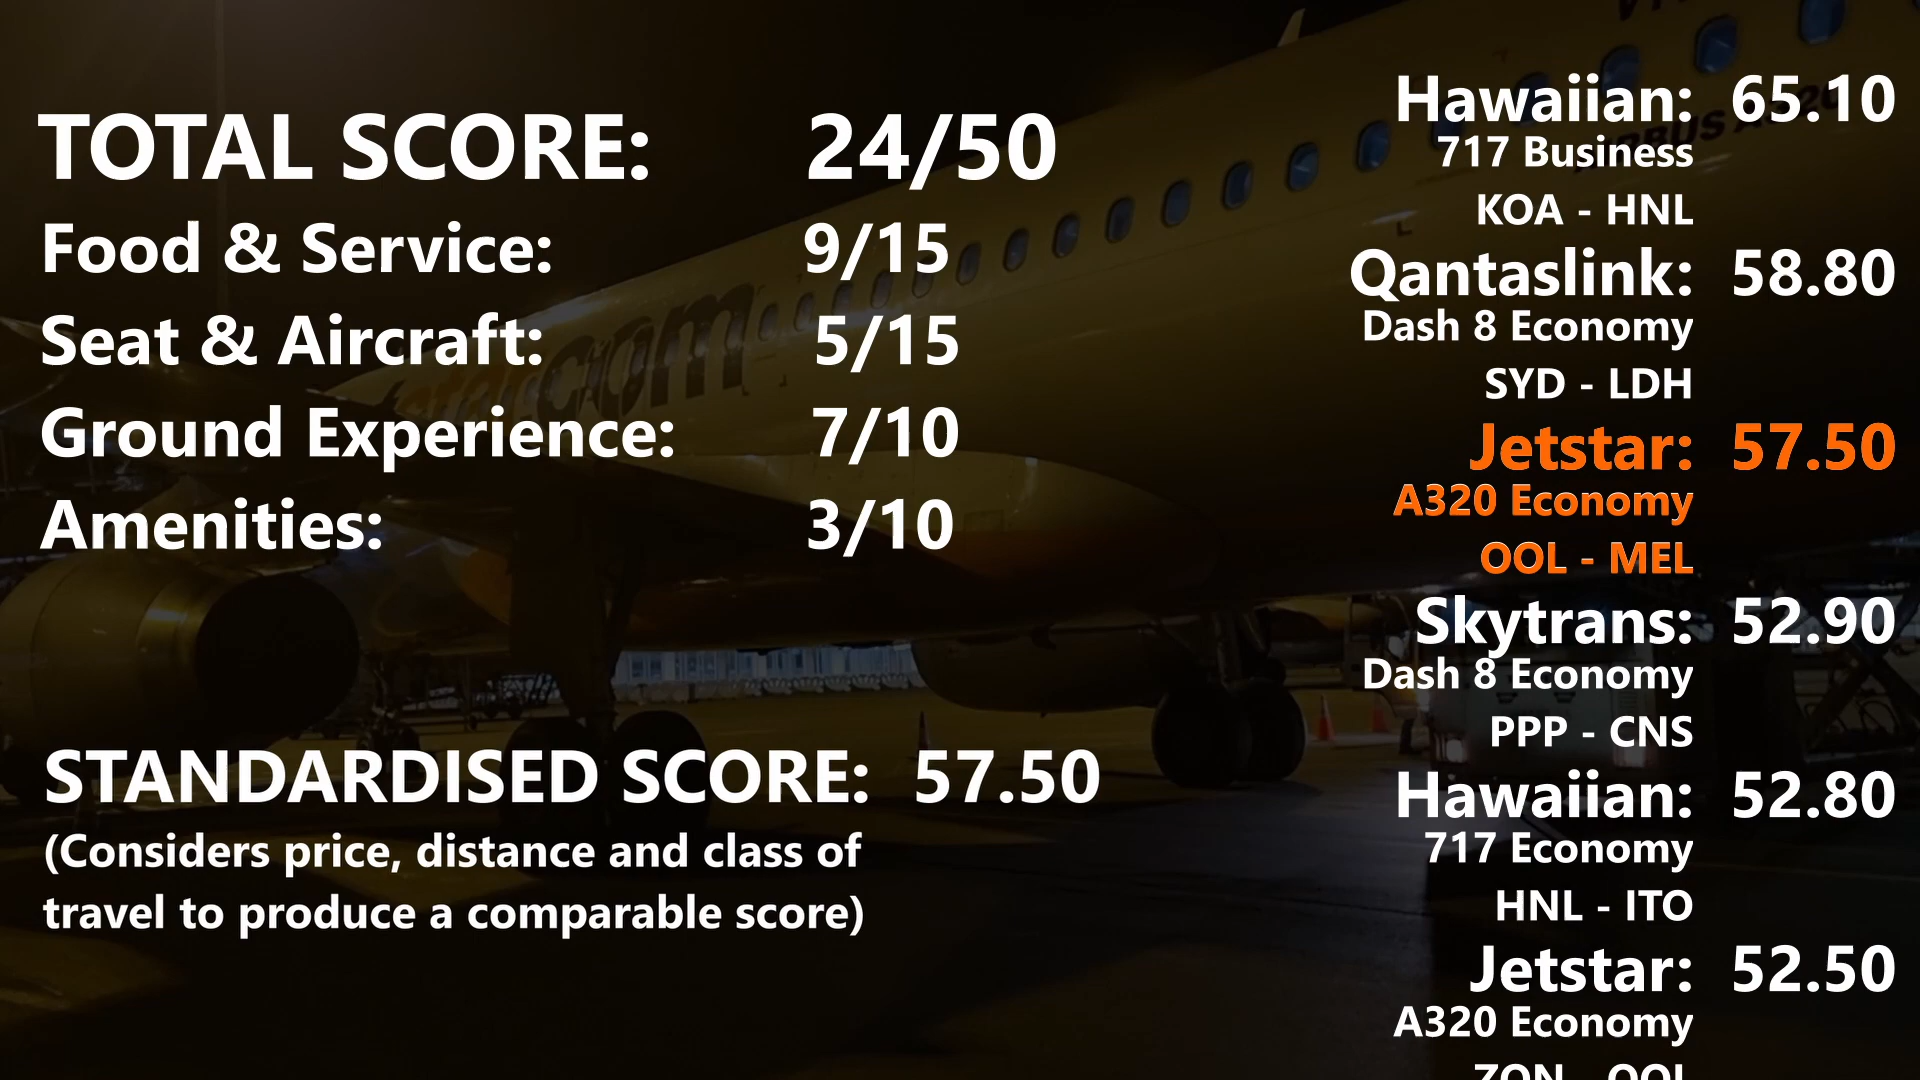 TOTAL SCORE: 24/50
Food & Service: 9/15
Seat & Aircraft: 5/15
Ground Experience: 7/10
Amenities: 3/10
STANDARDISED SCORE: 57.50
(Considers price, distance and class of
travel to produce a comparable score)
Hawaiian: 65.10
717 Business
KOA - HNL
Qantaslink: 58.80
Dash 8 Economy
SYD - LDH
Jetstar: 57.50
A320 Economy
OOL - MEL
Skytrans: 52.90
Dash 8 Economy
PPP - CNS
Hawaiian: 52.80
717 Economy
HNL - ITO
Jetstar: 52.50
A320 Economy
.com
AIRBUS A320